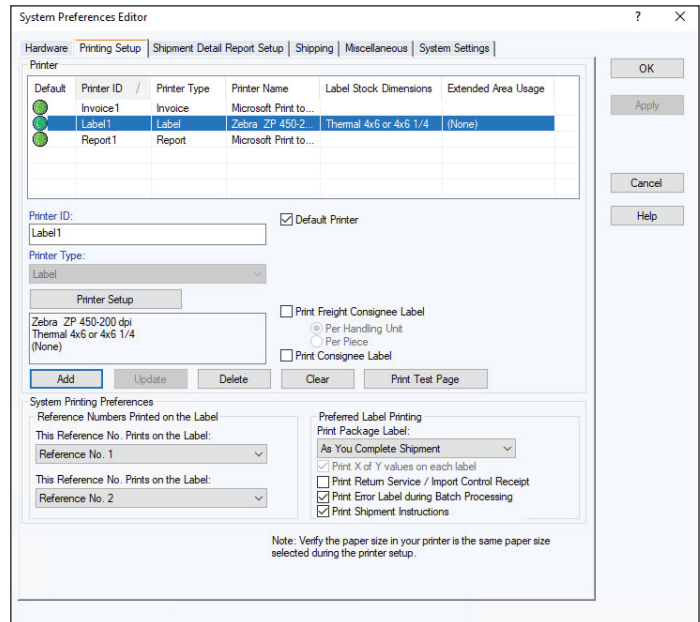 System Preferences Editor
? X
Hardware Printing Setup Shipment Detail Report Setup Shipping Miscellaneous System Settings
Printer
Default Printer ID / Printer Type Printer Name Label Stock Dimensions Extended Area Usage
Invoice1 Invoice Microsoft Print to...
Label1 Label Zebra ZP 450-2... Thermal 4x6 or 4x6 1/4 (None)
Report1 Report Microsoft Print to...
OK
Apply
Cancel
Help
Printer ID:
Label1
Default Printer
Printer Type:
Label
Printer Setup
Zebra ZP 450-200 dpi
Thermal 4x6 or 4x6 1/4
(None)
Print Freight Consignee Label
Per Handling Unit
Per Piece
Print Consignee Label
Add Update Delete Clear Print Test Page
System Printing Preferences
Reference Numbers Printed on the Label
This Reference No. Prints on the Label:
Reference No. 1
This Reference No. Prints on the Label:
Reference No. 2
Preferred Label Printing
Print Package Label:
As You Complete Shipment
Print X of Y values on each label
Print Return Service / Import Control Receipt
Print Error Label during Batch Processing
Print Shipment Instructions
Note: Verify the paper size in your printer is the same paper size
selected during the printer setup.